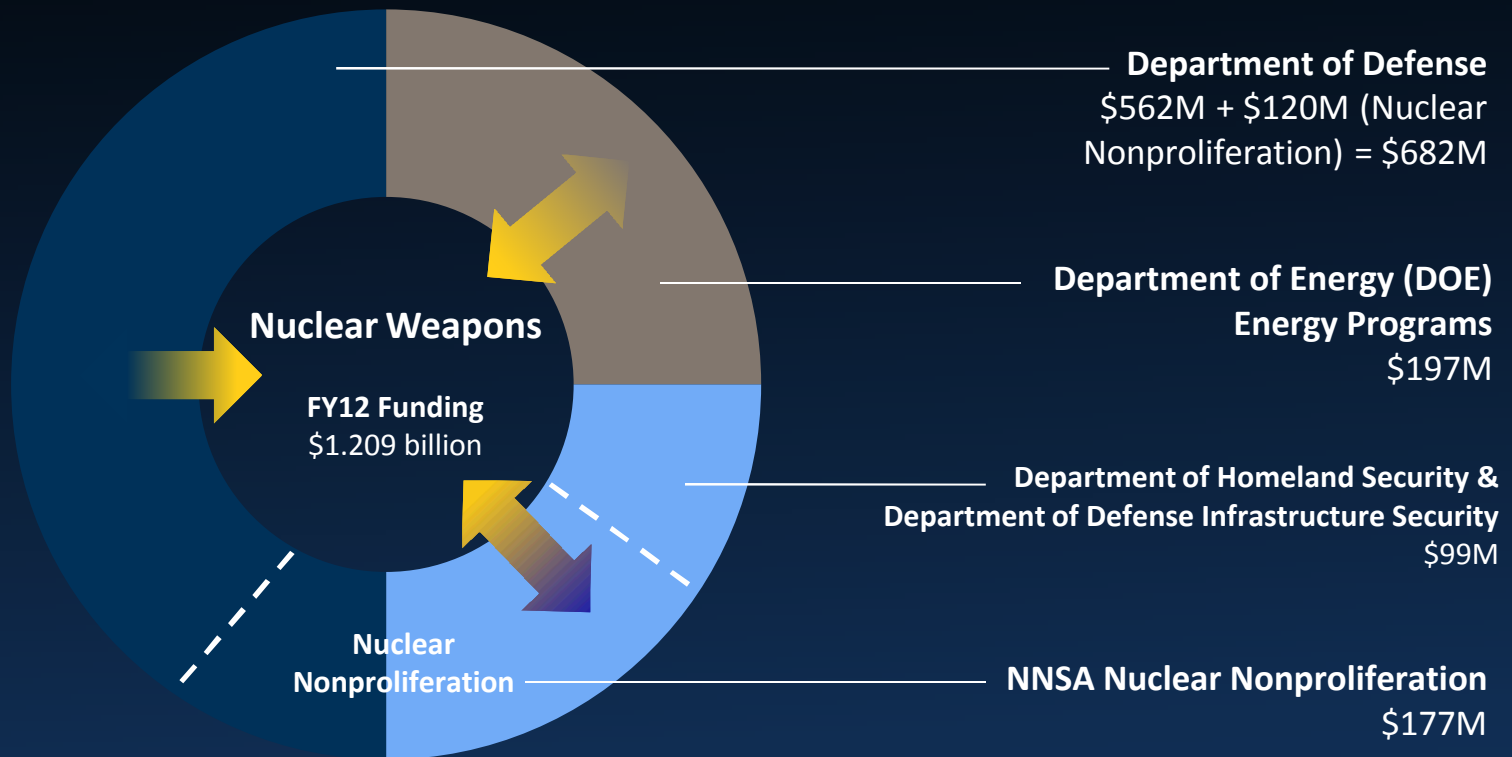 Department of Defense
$562M + $120M (Nuclear
Nonproliferation) = $682M
Department of Energy (DOE)
Energy Programs
$197M
Nuclear Weapons
FY12 Funding
$1.209 billion
Department of Homeland Security &
Department of Defense Infrastructure Security
$99M
Nuclear
Nonproliferation
NNSA Nuclear Nonproliferation
$177M